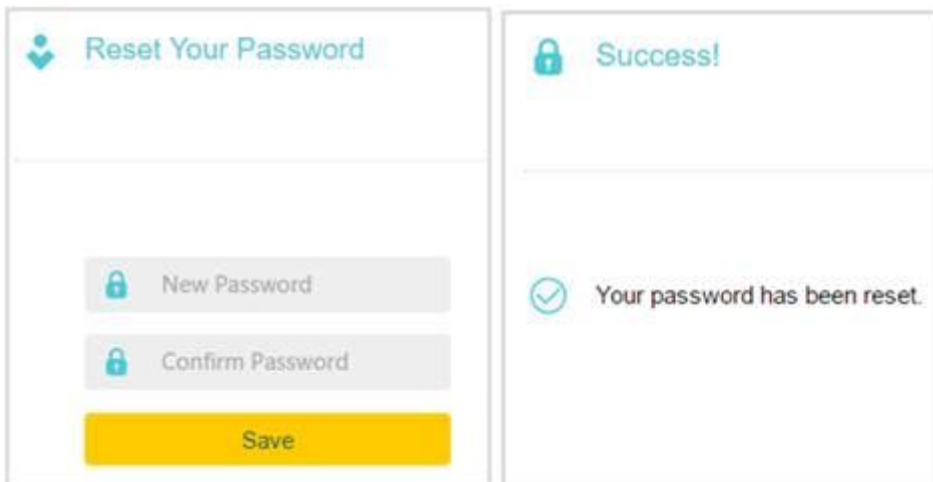 Reset Your Password
New Password
Confirm Password
Save
Success!
Your password has been reset.